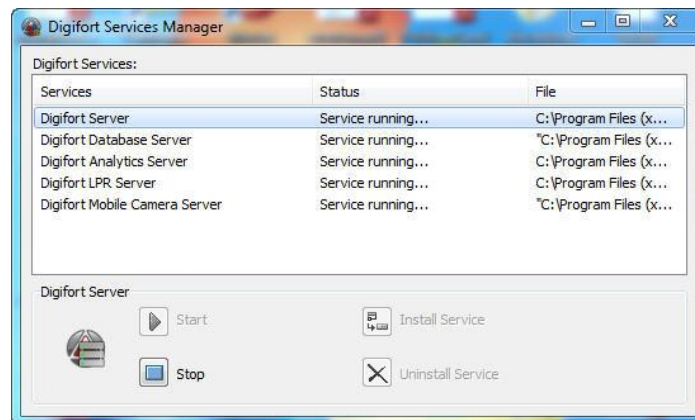 Digifort Services Manager
Digifort Services:
Services Status File
Digifort Server Service running... C:\Program Files (x...
Digifort Database Server Service running... "C:\Program Files (x...
Digifort Analytics Server Service running... C:\Program Files (x...
Digifort LPR Server Service running... C:\Program Files (x...
Digifort Mobile Camera Server Service running... "C:\Program Files (x...
Digifort Server
Start Install Service
Stop Uninstall Service